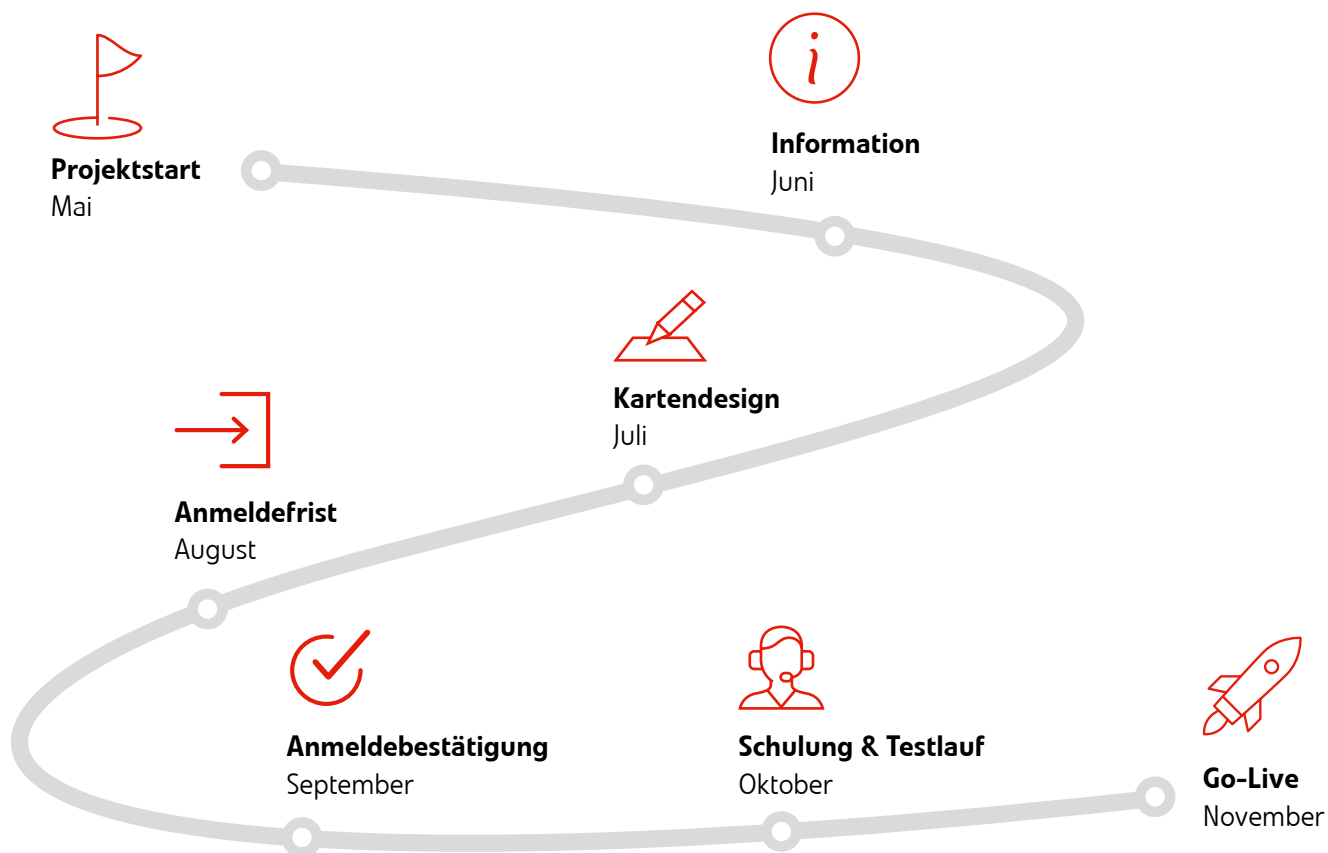 Projektstart
Mai
Information
Juni
Kartendesign
Juli
Anmeldefrist
August
Anmeldebestätigung
September
Schulung & Testlauf
Oktober
Go-Live
November